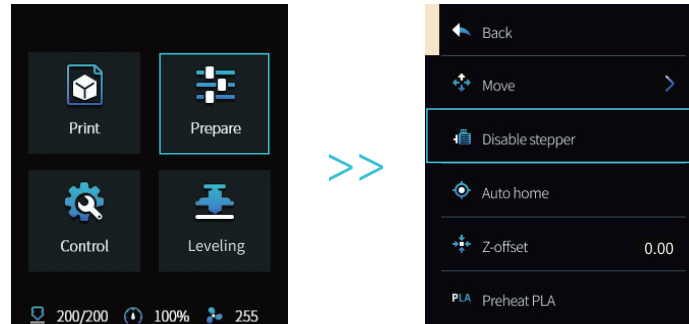 Print
Prepare
Control
Leveling
200/200 100% 255
>>
Back
Move >
Disable stepper
Auto home
Z-offset 0.00
PLA Preheat PLA